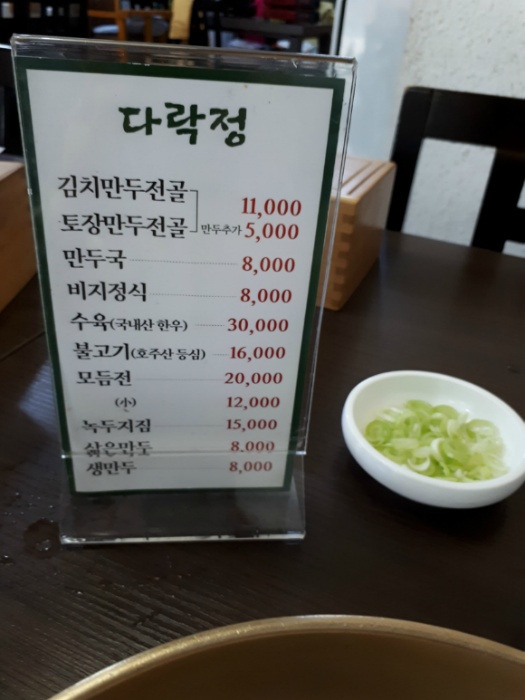 다락정
김치만두전골 11,000
토장만두전골 만두추가 5,000
만두국 8,000
비지정식 8,000
수육(국내산 한우) 30,000
불고기(호주산 등심) 16,000
모듬전 20,000
(小) 12,000
녹두지짐 15,000
삶은만두 8,000
생만두 8,000